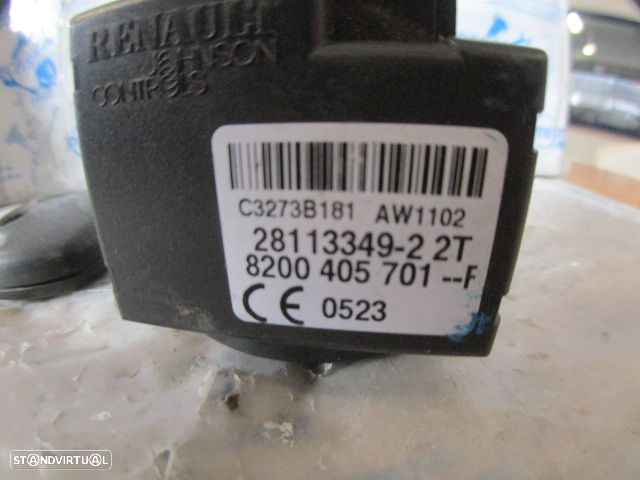 RENAULT
JOHNSON
CONTROLS
C3273B181 AW1102
28113349-2 2T
8200 405 701 --F
CE 0523
STANDVIRTUAL